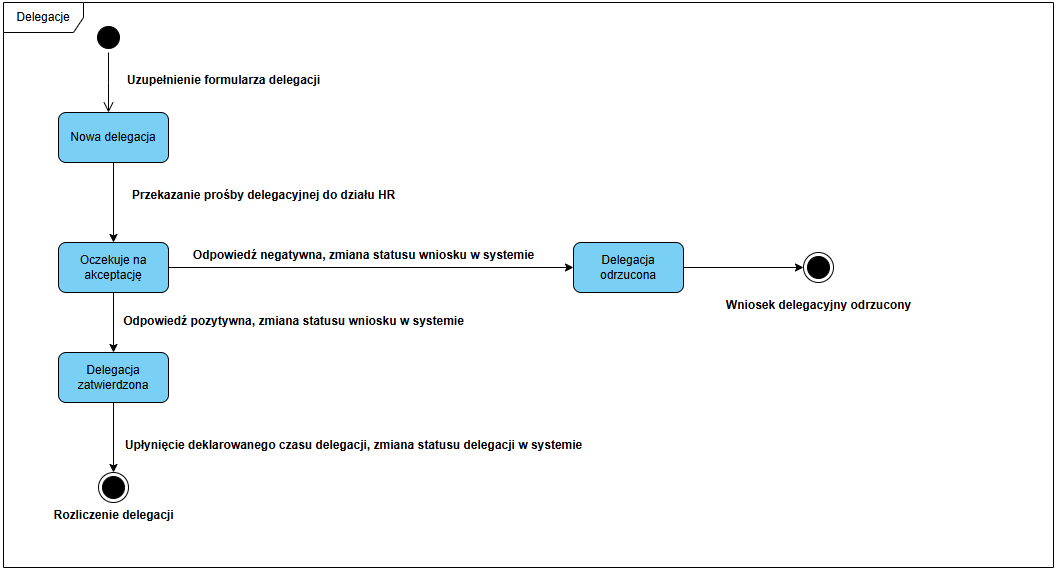 Delegacje
Uzupełnienie formularza delegacji
Nowa delegacja
Przekazanie prośby delegacyjnej do działu HR
Oczekuje na
akceptację
Odpowiedź negatywna, zmiana statusu wniosku w systemie
Delegacja
odrzucona
Wniosek delegacyjny odrzucony
Odpowiedź pozytywna, zmiana statusu wniosku w systemie
Delegacja
zatwierdzona
Upłynięcie deklarowanego czasu delegacji, zmiana statusu delegacji w systemie
Rozliczenie delegacji